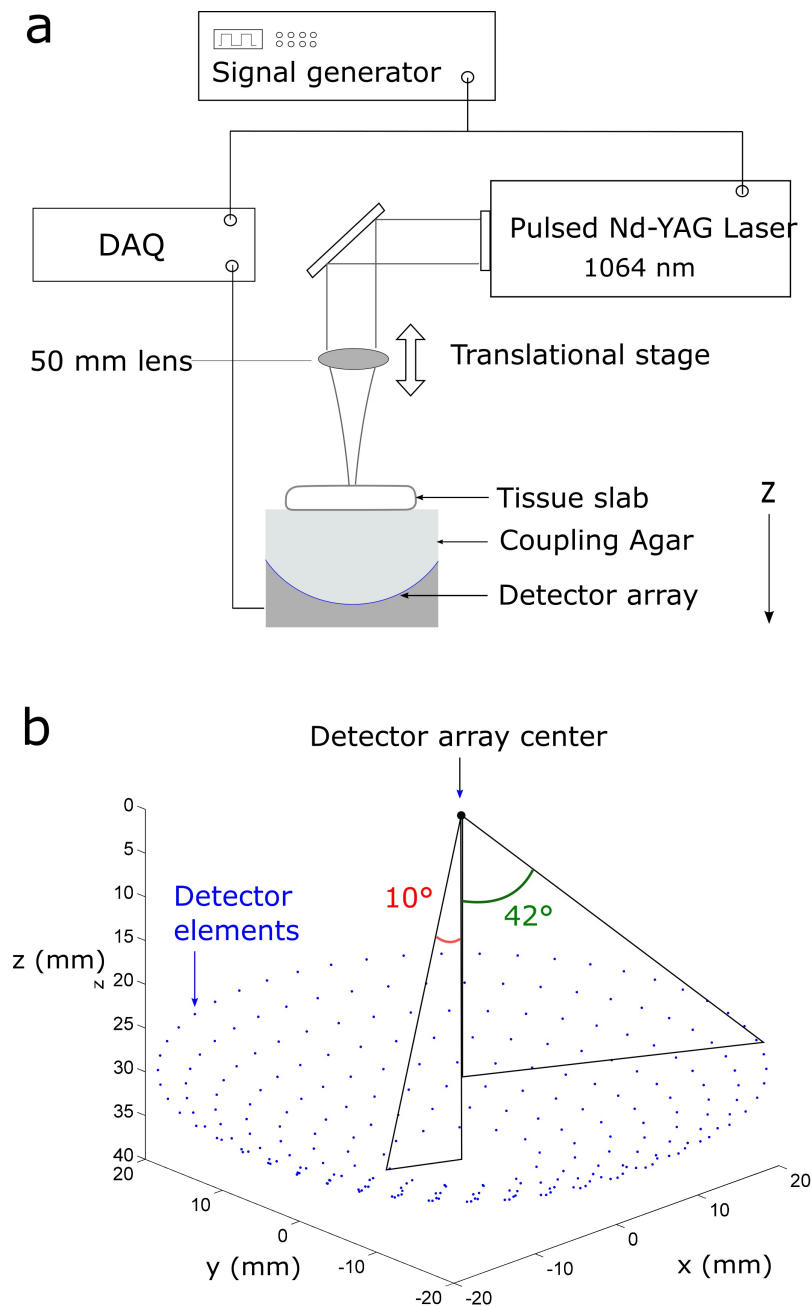 a
Signal generator
DAQ
Pulsed Nd-YAG Laser
1064 nm
50 mm lens
Translational stage
Tissue slab
Coupling Agar
Detector array
Z
b
Detector array center
Detector
elements
10°
42°
z (mm)
z
0
5
10
15
20
25
30
35
40
20
10
0
-10
-20
y (mm)
-20
-10
0
10
20
x (mm)